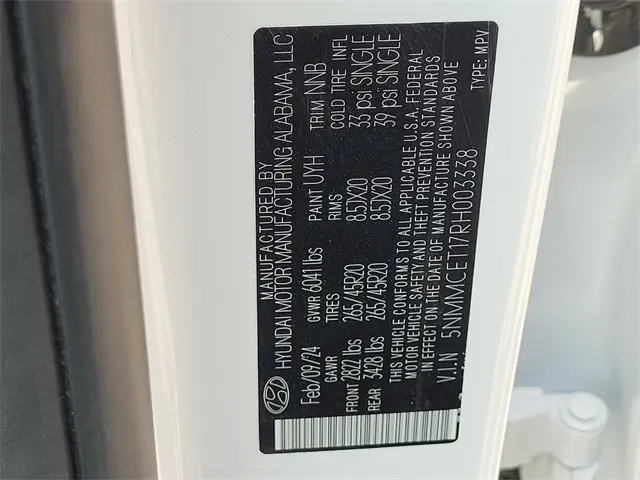 MANUFACTURED BY
HYUNDAI MOTOR MANUFACTURING ALABAMA, LLC
Feb/09/24 GVWR 6041 lbs PAINT UYH TRIM NNB
GAWR TIRES RIMS COLD TIRE INFL
FRONT 2827 lbs 265/45R20 8.5JX20 33 psi SINGLE
REAR 3428 lbs 265/45R20 8.5JX20 39 psi SINGLE
THIS VEHICLE CONFORMS TO ALL APPLICABLE U.S.A. FEDERAL
MOTOR VEHICLE SAFETY AND THEFT PREVENTION STANDARDS
IN EFFECT ON THE DATE OF MANUFACTURE SHOWN ABOVE
V.I.N 5NMMCET17RH003338 TYPE: MPV